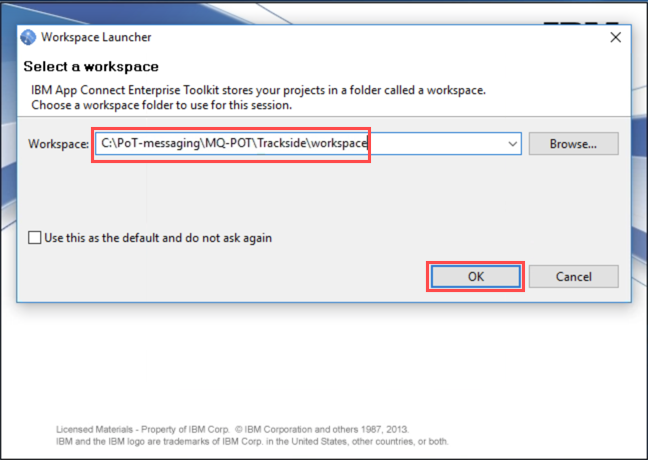 Workspace Launcher
Select a workspace
IBM App Connect Enterprise Toolkit stores your projects in a folder called a workspace.
Choose a workspace folder to use for this session.
Workspace: C:\PoT-messaging\MQ-POT\Trackside\workspace Browse...
Use this as the default and do not ask again
OK Cancel
Licensed Materials - Property of IBM Corp. © IBM Corporation and others 1987, 2013.
IBM and the IBM logo are trademarks of IBM Corp. in the United States, other countries, or both.